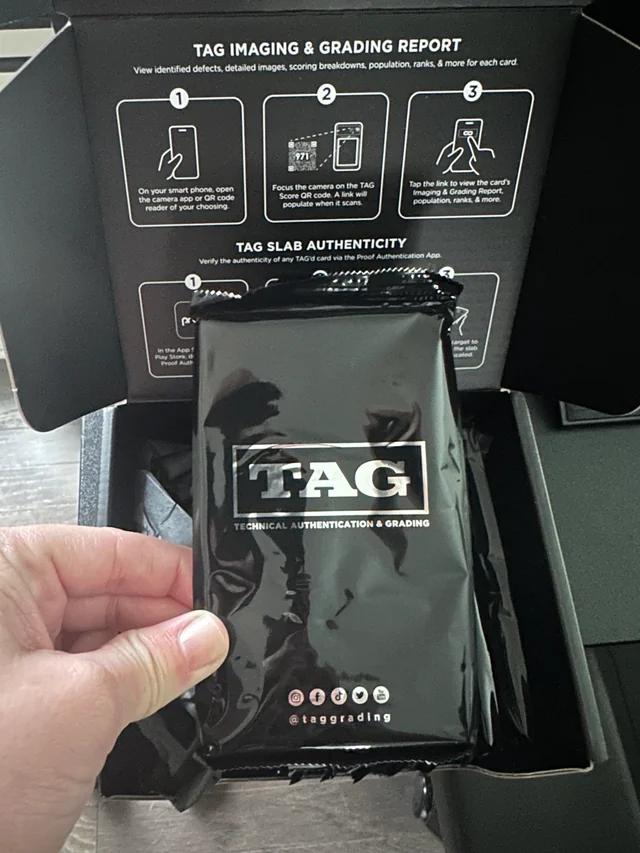 TAG IMAGING & GRADING REPORT
View identified defects, detailed images, scoring breakdowns, population, ranks, & more for each card.
1
2
3
971
On your smart phone, open
the camera app or QR code
reader of your choosing.
Focus the camera on the TAG
Score QR code. A link will
populate when it scans.
Tap the link to view the card's
Imaging & Grading Report,
population, ranks, & more.
TAG SLAB AUTHENTICITY
Verify the authenticity of any TAG'd card via the Proof Authentication App.
1
3
In the App
Play Store,
Proof
target to
the slab
TAG
TECHNICAL AUTHENTICATION & GRADING
@taggrading